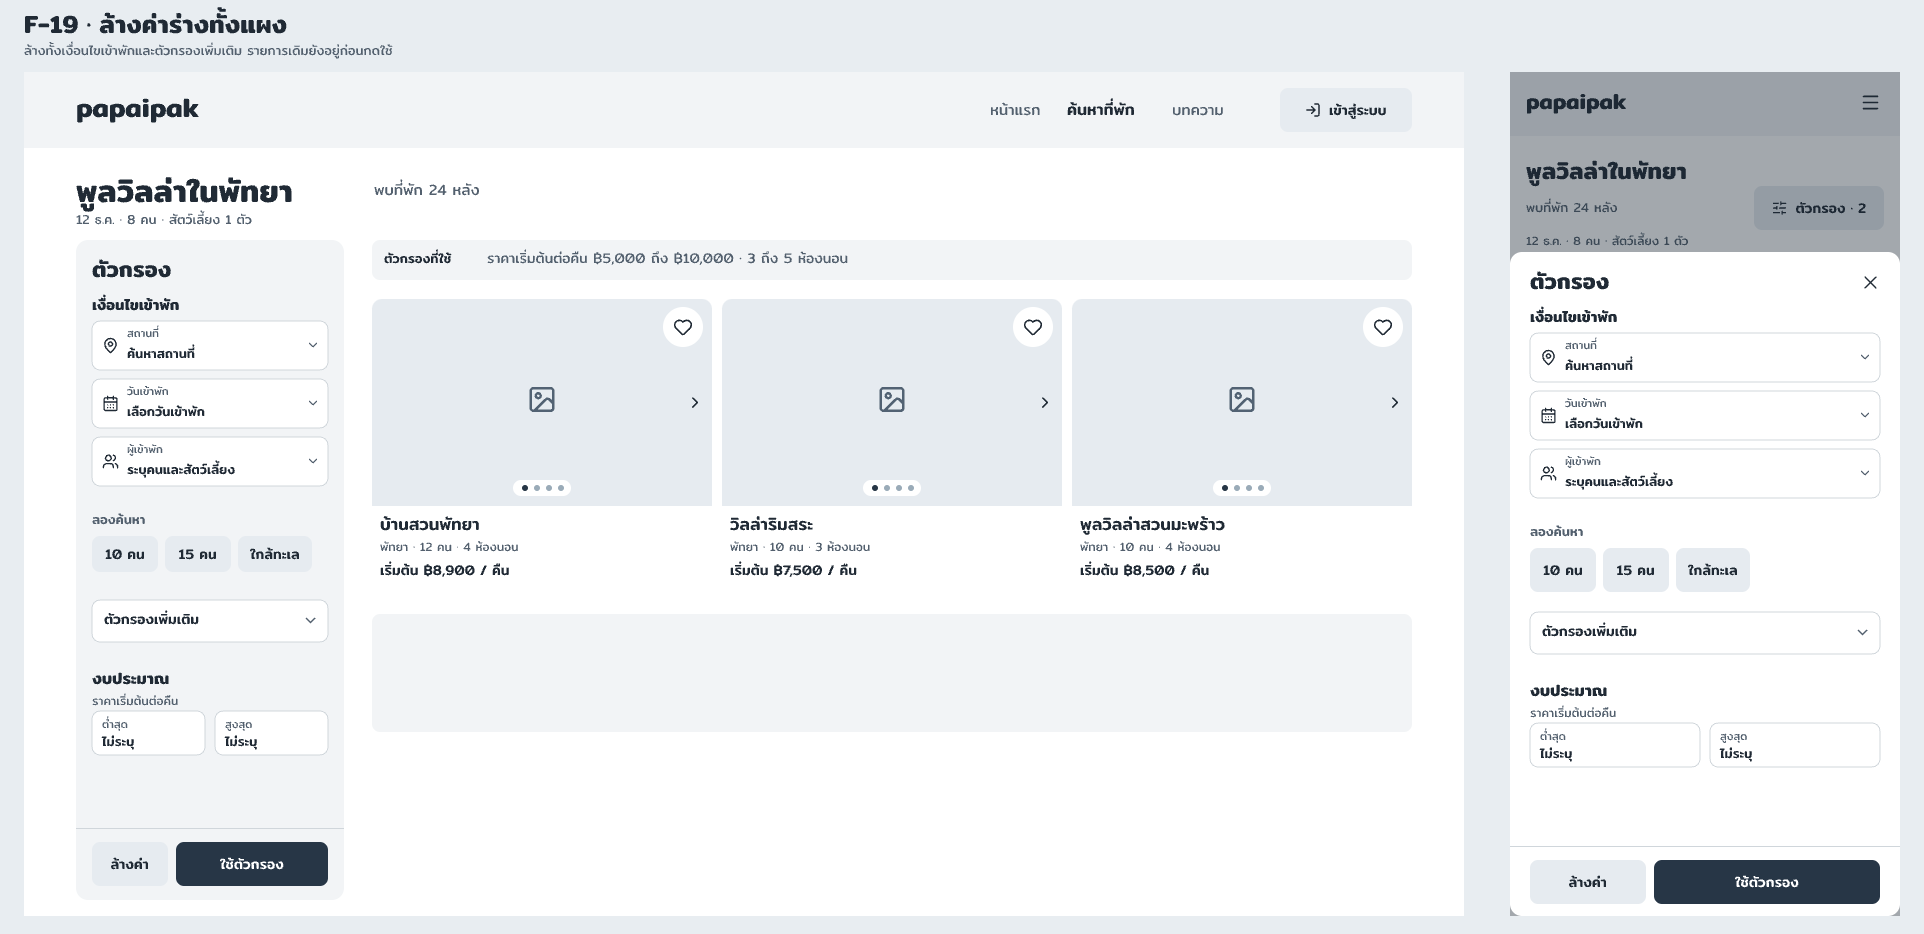 F-19 · ล้างค่าร่างทั้งแผง
ล้างทั้งเงื่อนไขเข้าพักและตัวกรองเพิ่มเติม รายการเดิมยังอยู่ก่อนกดใช้
papaipak
หน้าแรก
ค้นหาที่พัก
บทความ
เข้าสู่ระบบ
พูลวิลล่าในพัทยา
12 ธ.ค. · 8 คน · สัตว์เลี้ยง 1 ตัว
พบที่พัก 24 หลัง
ตัวกรอง
เงื่อนไขเข้าพัก
สถานที่
ค้นหาสถานที่
วันเข้าพัก
เลือกวันเข้าพัก
ผู้เข้าพัก
ระบุคนและสัตว์เลี้ยง
ลองค้นหา
10 คน
15 คน
ใกล้ทะเล
ตัวกรองเพิ่มเติม
งบประมาณ
ราคาเริ่มต้นต่อคืน
ต่ำสุด
ไม่ระบุ
สูงสุด
ไม่ระบุ
ล้างค่า
ใช้ตัวกรอง
ตัวกรองที่ใช้
ราคาเริ่มต้นต่อคืน ฿5,000 ถึง ฿10,000 · 3 ถึง 5 ห้องนอน
บ้านสวนพัทยา
พัทยา · 12 คน · 4 ห้องนอน
เริ่มต้น ฿8,900 / คืน
วิลล่าริมสระ
พัทยา · 10 คน · 3 ห้องนอน
เริ่มต้น ฿7,500 / คืน
พูลวิลล่าสวนมะพร้าว
พัทยา · 10 คน · 4 ห้องนอน
เริ่มต้น ฿8,500 / คืน
papaipak
พูลวิลล่าในพัทยา
พบที่พัก 24 หลัง
ตัวกรอง · 2
12 ธ.ค. · 8 คน · สัตว์เลี้ยง 1 ตัว
ตัวกรอง
เงื่อนไขเข้าพัก
สถานที่
ค้นหาสถานที่
วันเข้าพัก
เลือกวันเข้าพัก
ผู้เข้าพัก
ระบุคนและสัตว์เลี้ยง
ลองค้นหา
10 คน
15 คน
ใกล้ทะเล
ตัวกรองเพิ่มเติม
งบประมาณ
ราคาเริ่มต้นต่อคืน
ต่ำสุด
ไม่ระบุ
สูงสุด
ไม่ระบุ
ล้างค่า
ใช้ตัวกรอง